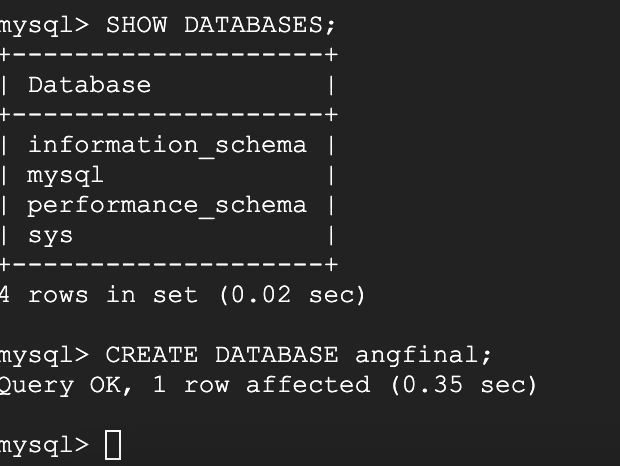 mysql> SHOW DATABASES;
+--------------------+
| Database           |
+--------------------+
| information_schema |
| mysql              |
| performance_schema |
| sys                |
+--------------------+
4 rows in set (0.02 sec)
mysql> CREATE DATABASE angfinal;
Query OK, 1 row affected (0.35 sec)
mysql>